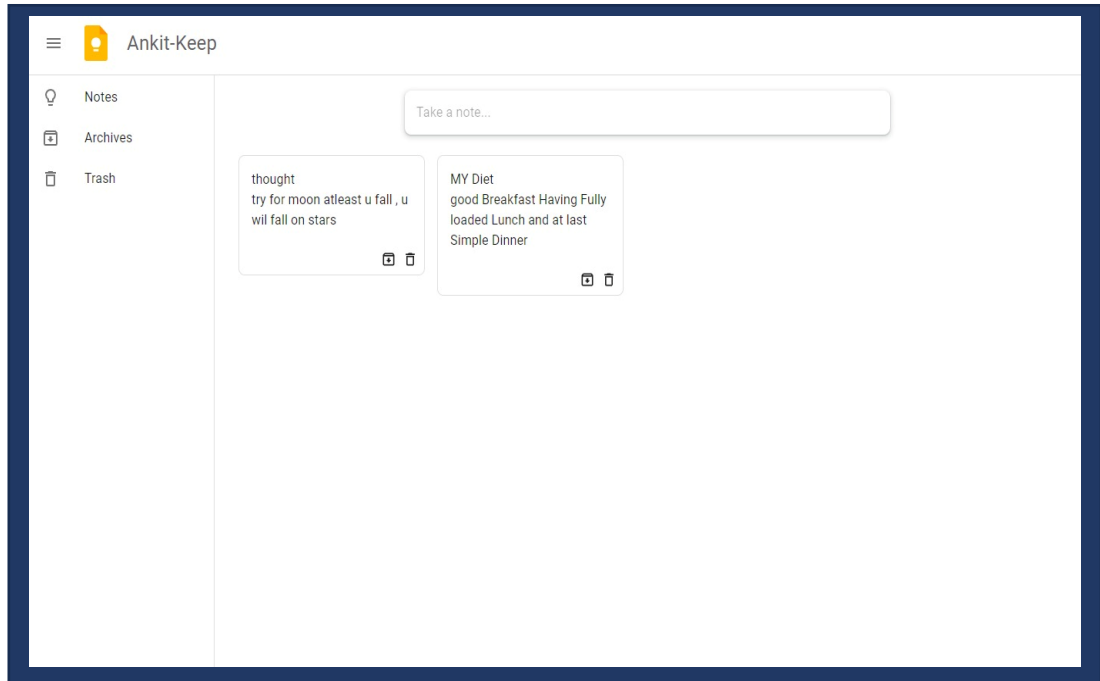 Ankit-Keep
Notes
Archives
Trash
Take a note...
thought
try for moon atleast u fall , u
wil fall on stars
MY Diet
good Breakfast Having Fully
loaded Lunch and at last
Simple Dinner